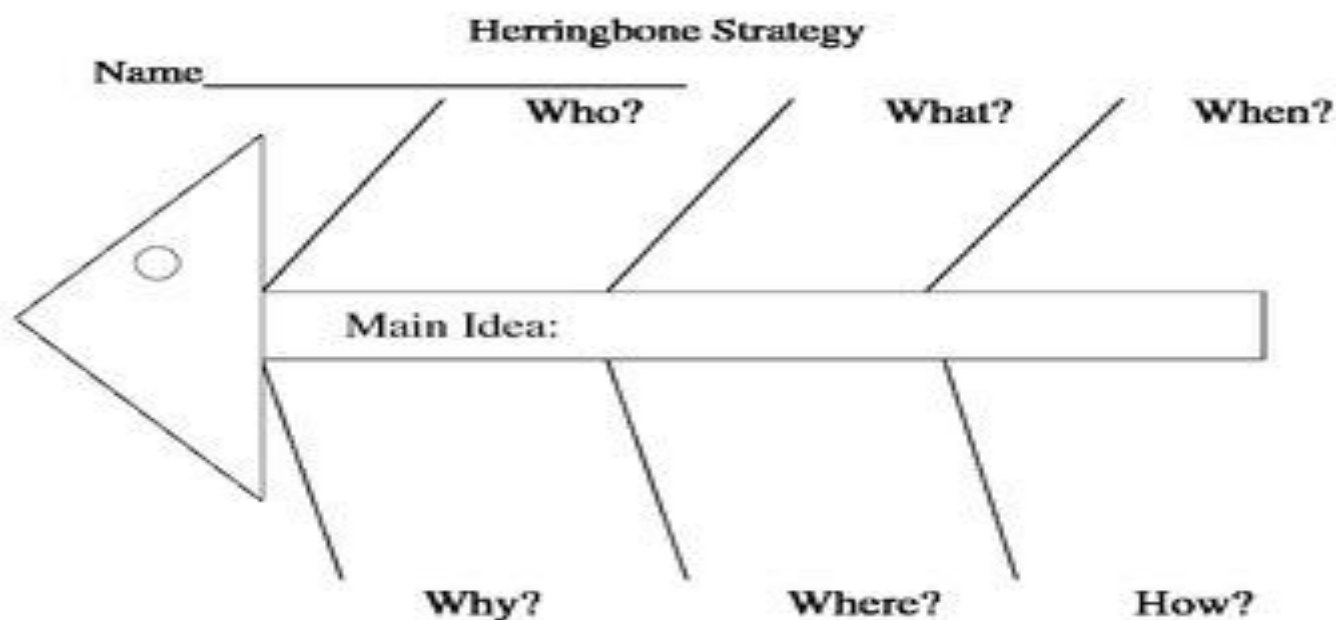 Herringbone Strategy
Name
Who? What? When?
Main Idea:
Why? Where? How?